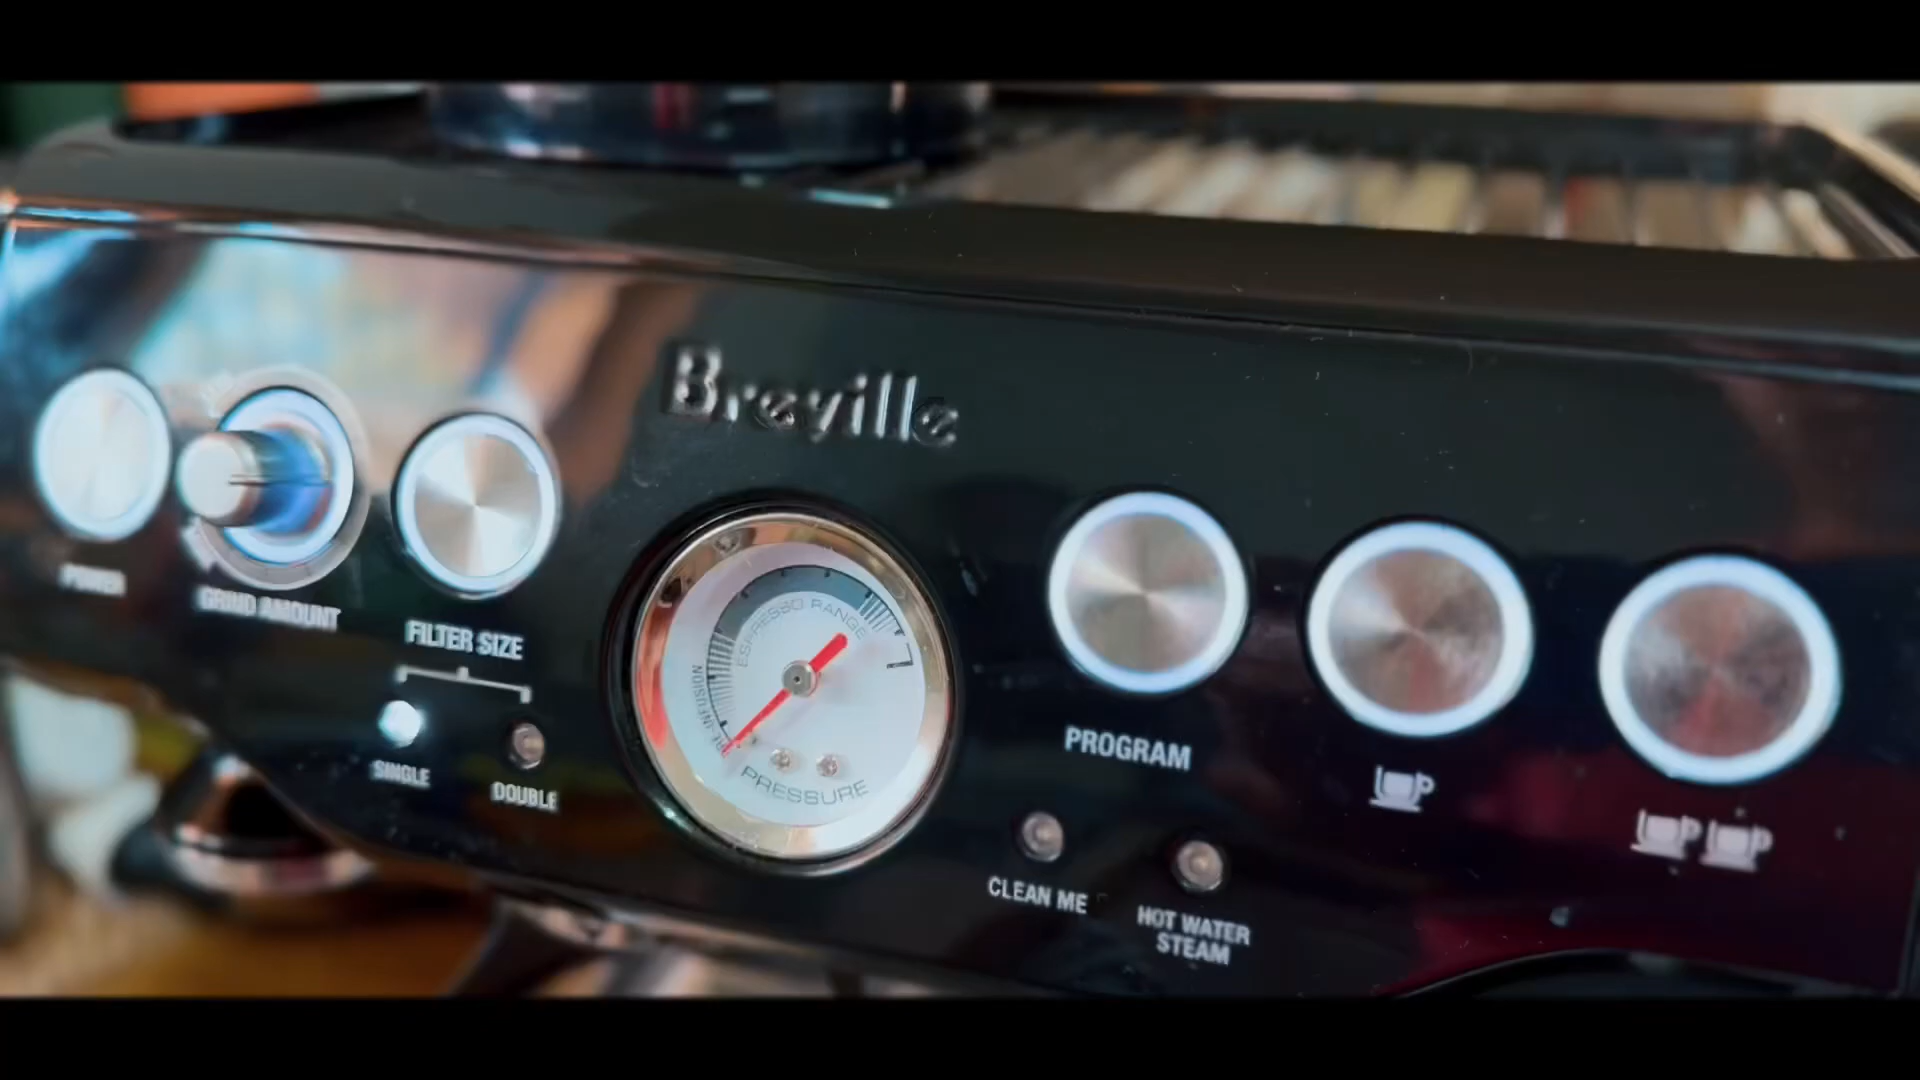 Breville
POWER
GRIND AMOUNT
FILTER SIZE
SINGLE
DOUBLE
ESPRESSO RANGE
PRE-INFUSION
PRESSURE
PROGRAM
CLEAN ME
HOT WATER
STEAM